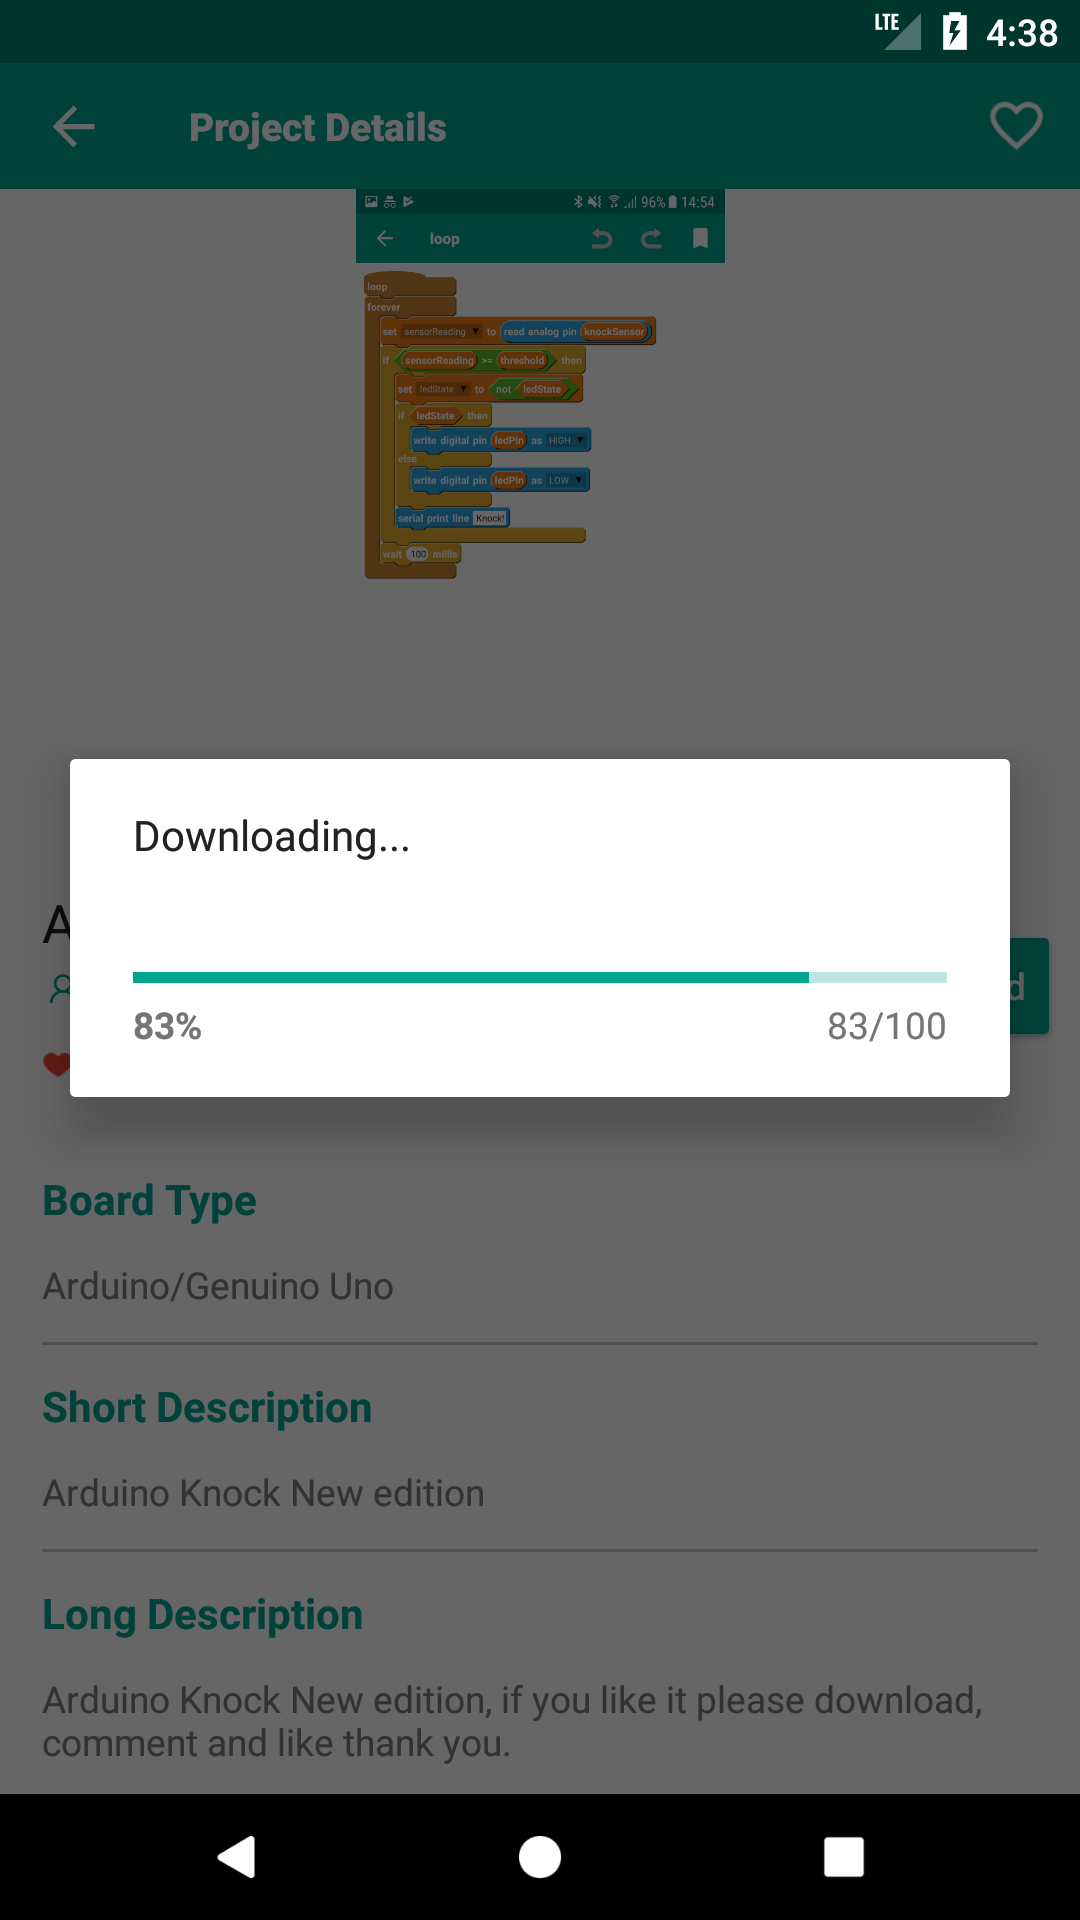 LTE 4:38
Project Details
96% 14:54
loop
loop
forever
set sensorReading to read analog pin knockSensor
if sensorReading >= threshold then
set ledState to not ledState
if ledState then
write digital pin ledPin as HIGH
else
write digital pin ledPin as LOW
serial print line Knock!
wait 100 millis
Downloading...
A
d
83% 83/100
Board Type
Arduino/Genuino Uno
Short Description
Arduino Knock New edition
Long Description
Arduino Knock New edition, if you like it please download,
comment and like thank you.